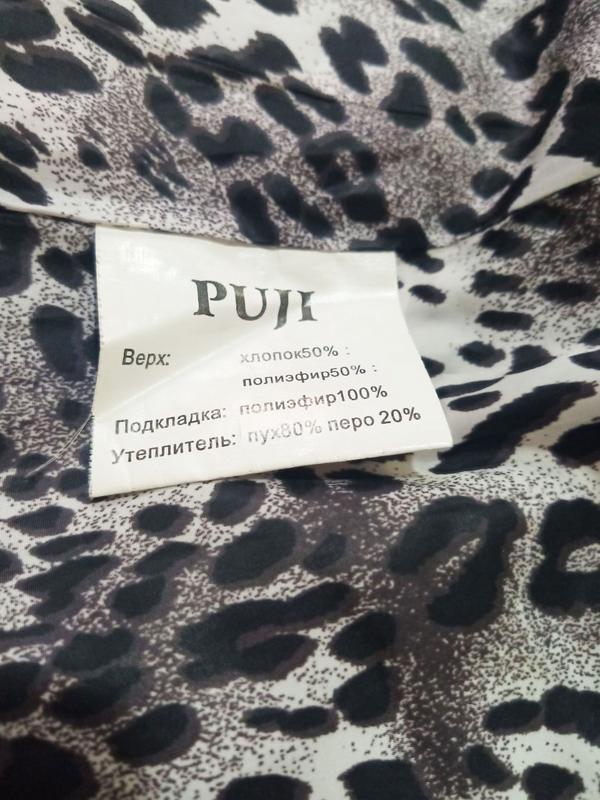 PUJI
Верх: хлопок50% :
полиэфир50% :
Подкладка: полиэфир100%
Утеплитель: пух80% перо 20%